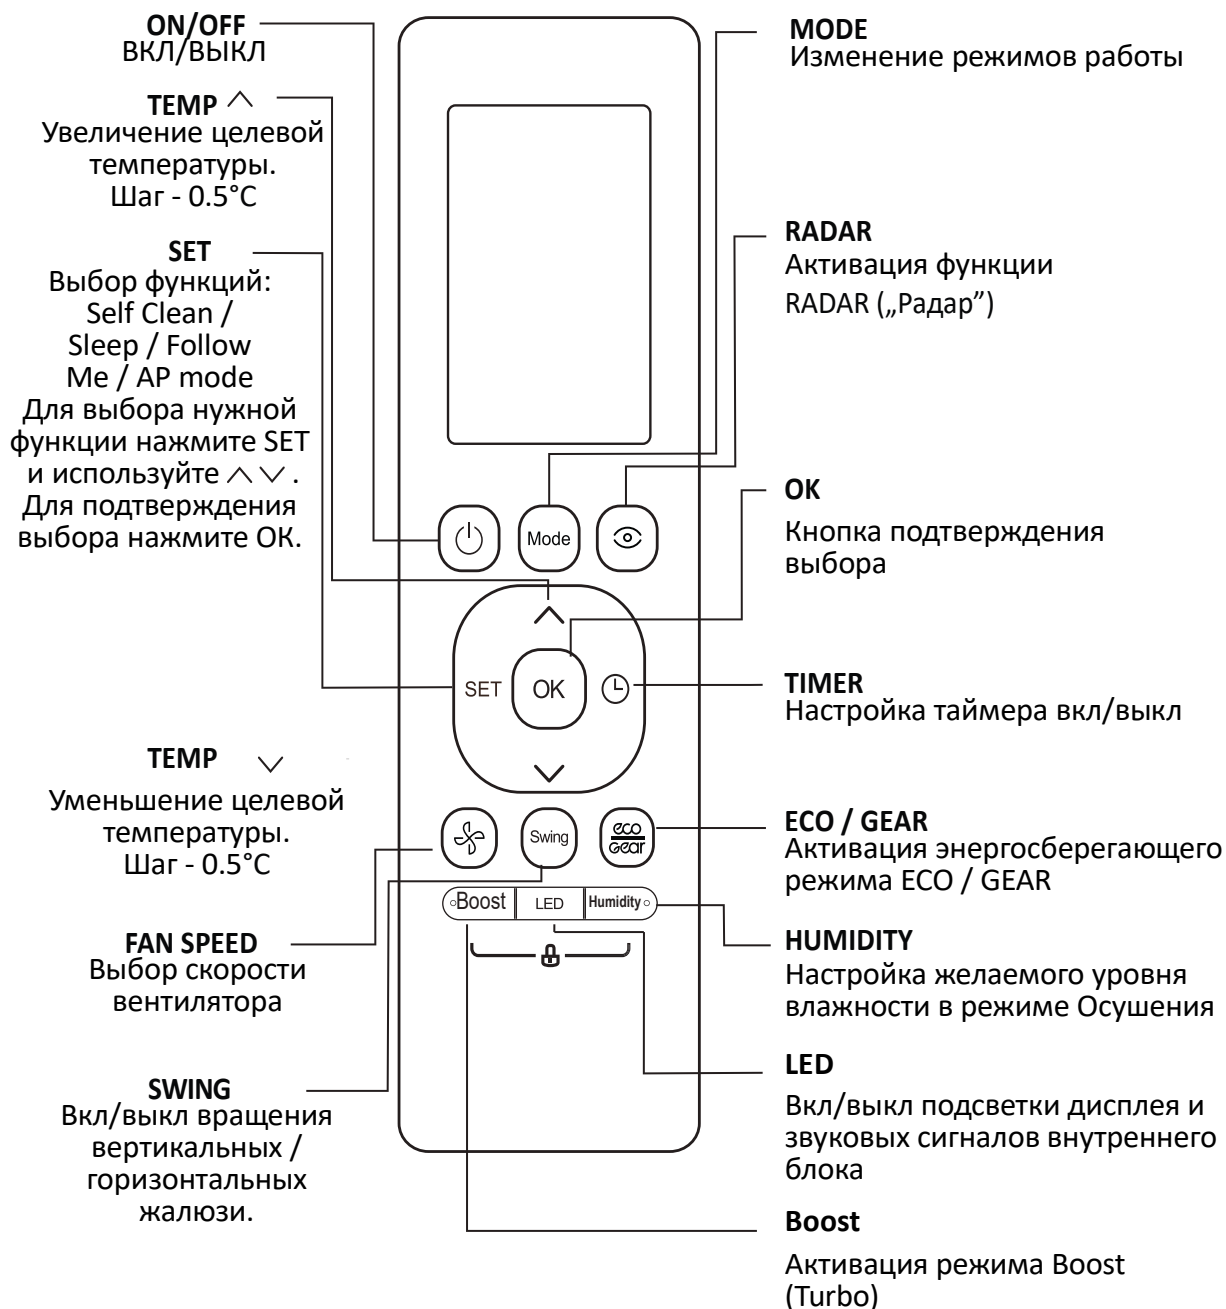 ON/OFF
ВКЛ/ВЫКЛ
TEMP ︿
Увеличение целевой
температуры.
Шаг - 0.5°C
SET
Выбор функций:
Self Clean /
Sleep / Follow
Me / AP mode
Для выбора нужной
функции нажмите SET
и используйте ︿ ﹀ .
Для подтверждения
выбора нажмите ОК.
TEMP ﹀
Уменьшение целевой
температуры.
Шаг - 0.5°C
FAN SPEED
Выбор скорости
вентилятора
SWING
Вкл/выкл вращения
вертикальных /
горизонтальных
жалюзи.
Mode
SET
OK
Swing
eco
Gear
Boost
LED
Humidity
MODE
Изменение режимов работы
RADAR
Активация функции
RADAR („Радар”)
OK
Кнопка подтверждения
выбора
TIMER
Настройка таймера вкл/выкл
ECO / GEAR
Активация энергосберегающего
режима ECO / GEAR
HUMIDITY
Настройка желаемого уровня
влажности в режиме Осушения
LED
Вкл/выкл подсветки дисплея и
звуковых сигналов внутреннего
блока
Boost
Активация режима Boost
(Turbo)